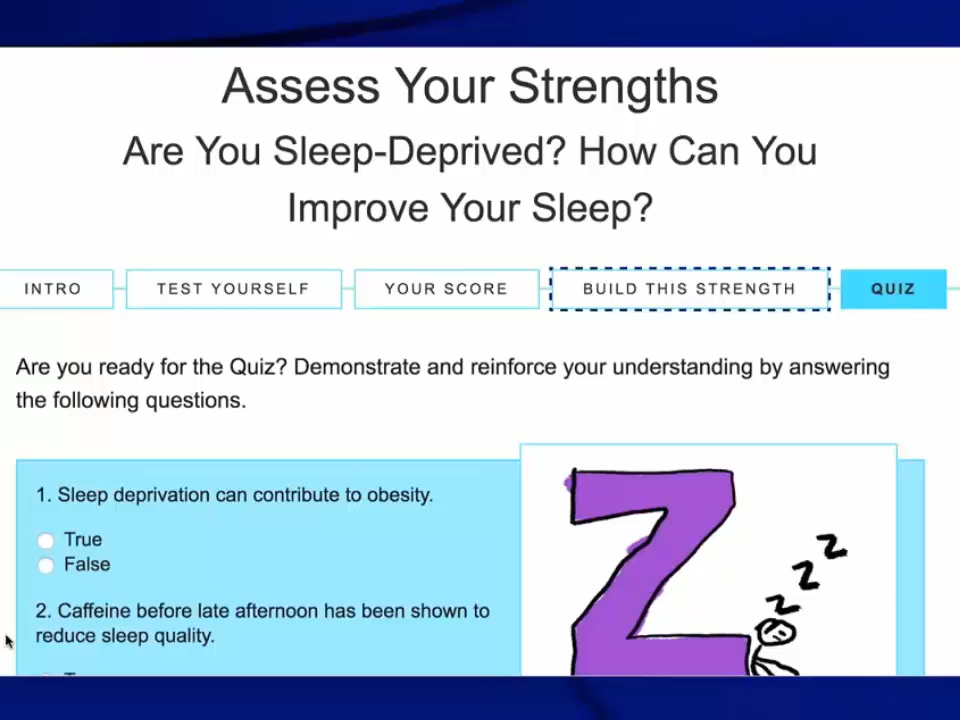 Assess Your Strengths
Are You Sleep-Deprived? How Can You
Improve Your Sleep?
INTRO
TEST YOURSELF
YOUR SCORE
BUILD THIS STRENGTH
QUIZ
Are you ready for the Quiz? Demonstrate and reinforce your understanding by answering
the following questions.
1. Sleep deprivation can contribute to obesity.
True
False
2. Caffeine before late afternoon has been shown to
reduce sleep quality.
Z
z
z
z